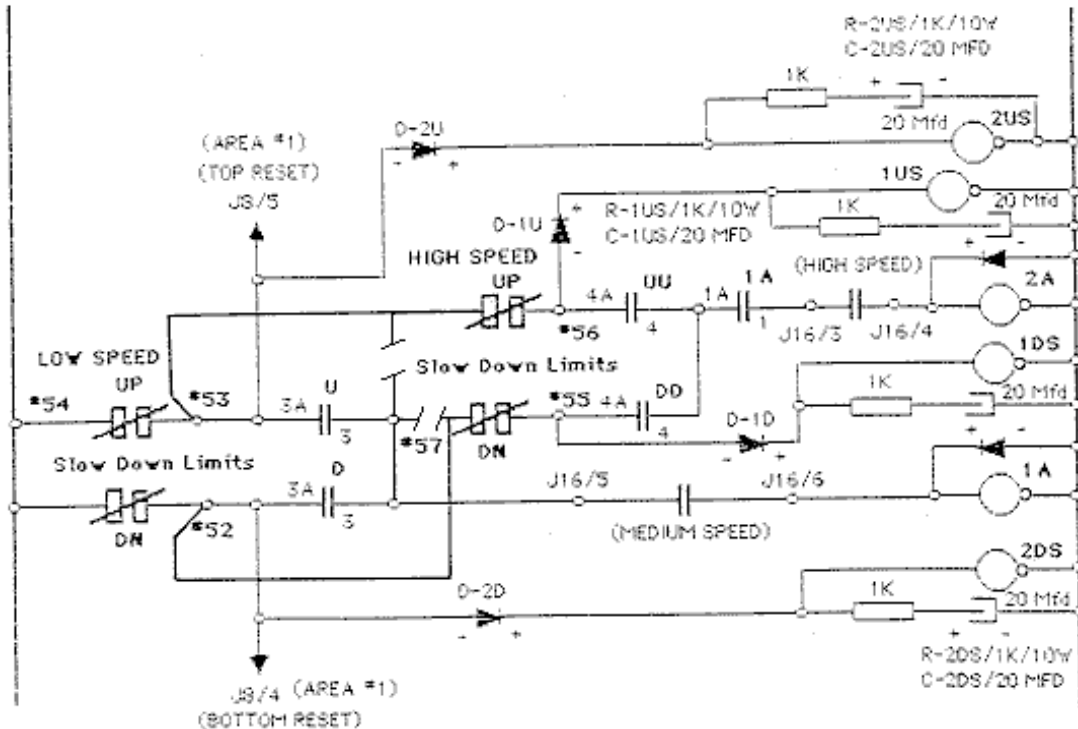 R-2US/1K/10W
C-2US/20 MFD
1K
+ -
D-2U
20 Mfd
2US
(AREA #1)
(TOP RESET)
J8/5
- +
1US
+
R-1US/1K/10W
C-1US/20 MFD
1K
20 Mfd
D-1U
-
HIGH SPEED
UP
(HIGH SPEED)
+ -
4A
UU
1A
1A
2A
#56
4
1
J16/3
J16/4
LOW SPEED
UP
1DS
Slow Down Limits
#54
#53
3A
U
3
#57
DN
#55
4A
DD
4
1K
20 Mfd
D-1D
- +
+ -
Slow Down Limits
3A
D
3
J16/5
J16/6
1A
#52
DN
(MEDIUM SPEED)
2DS
D-2D
1K
20 Mfd
- +
+ -
R-2DS/1K/10W
C-2DS/20 MFD
J8/4 (AREA #1)
(BOTTOM RESET)